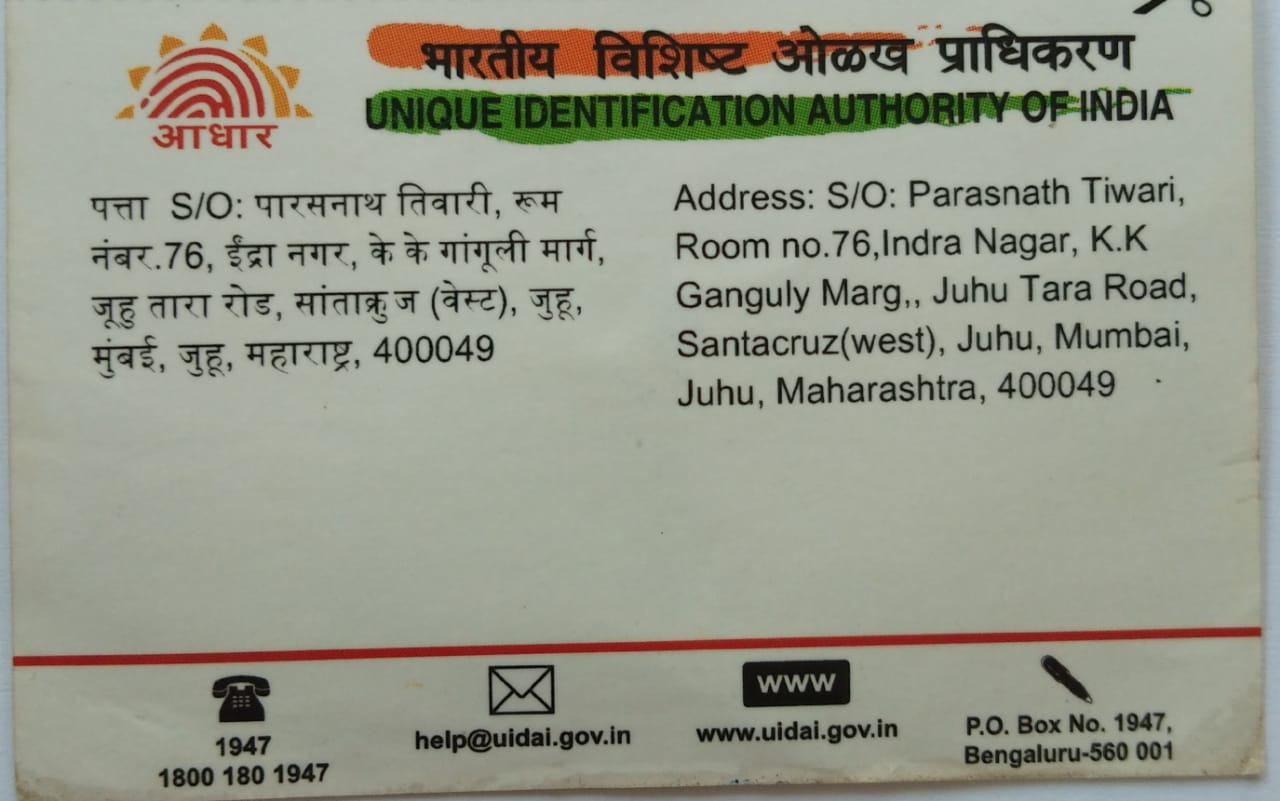 आधार
भारतीय विशिष्ट ओळख प्राधिकरण
UNIQUE IDENTIFICATION AUTHORITY OF INDIA
पत्ता S/O: पारसनाथ तिवारी, रूम
नंबर.76, ईंद्रा नगर, के के गांगूली मार्ग,
जूहु तारा रोड, सांताक्रुज (वेस्ट), जुहू,
मुंबई, जुहू, महाराष्ट्र, 400049
Address: S/O: Parasnath Tiwari,
Room no.76,Indra Nagar, K.K
Ganguly Marg,, Juhu Tara Road,
Santacruz(west), Juhu, Mumbai,
Juhu, Maharashtra, 400049
1947
1800 180 1947
help@uidai.gov.in
www
www.uidai.gov.in
P.O. Box No. 1947,
Bengaluru-560 001